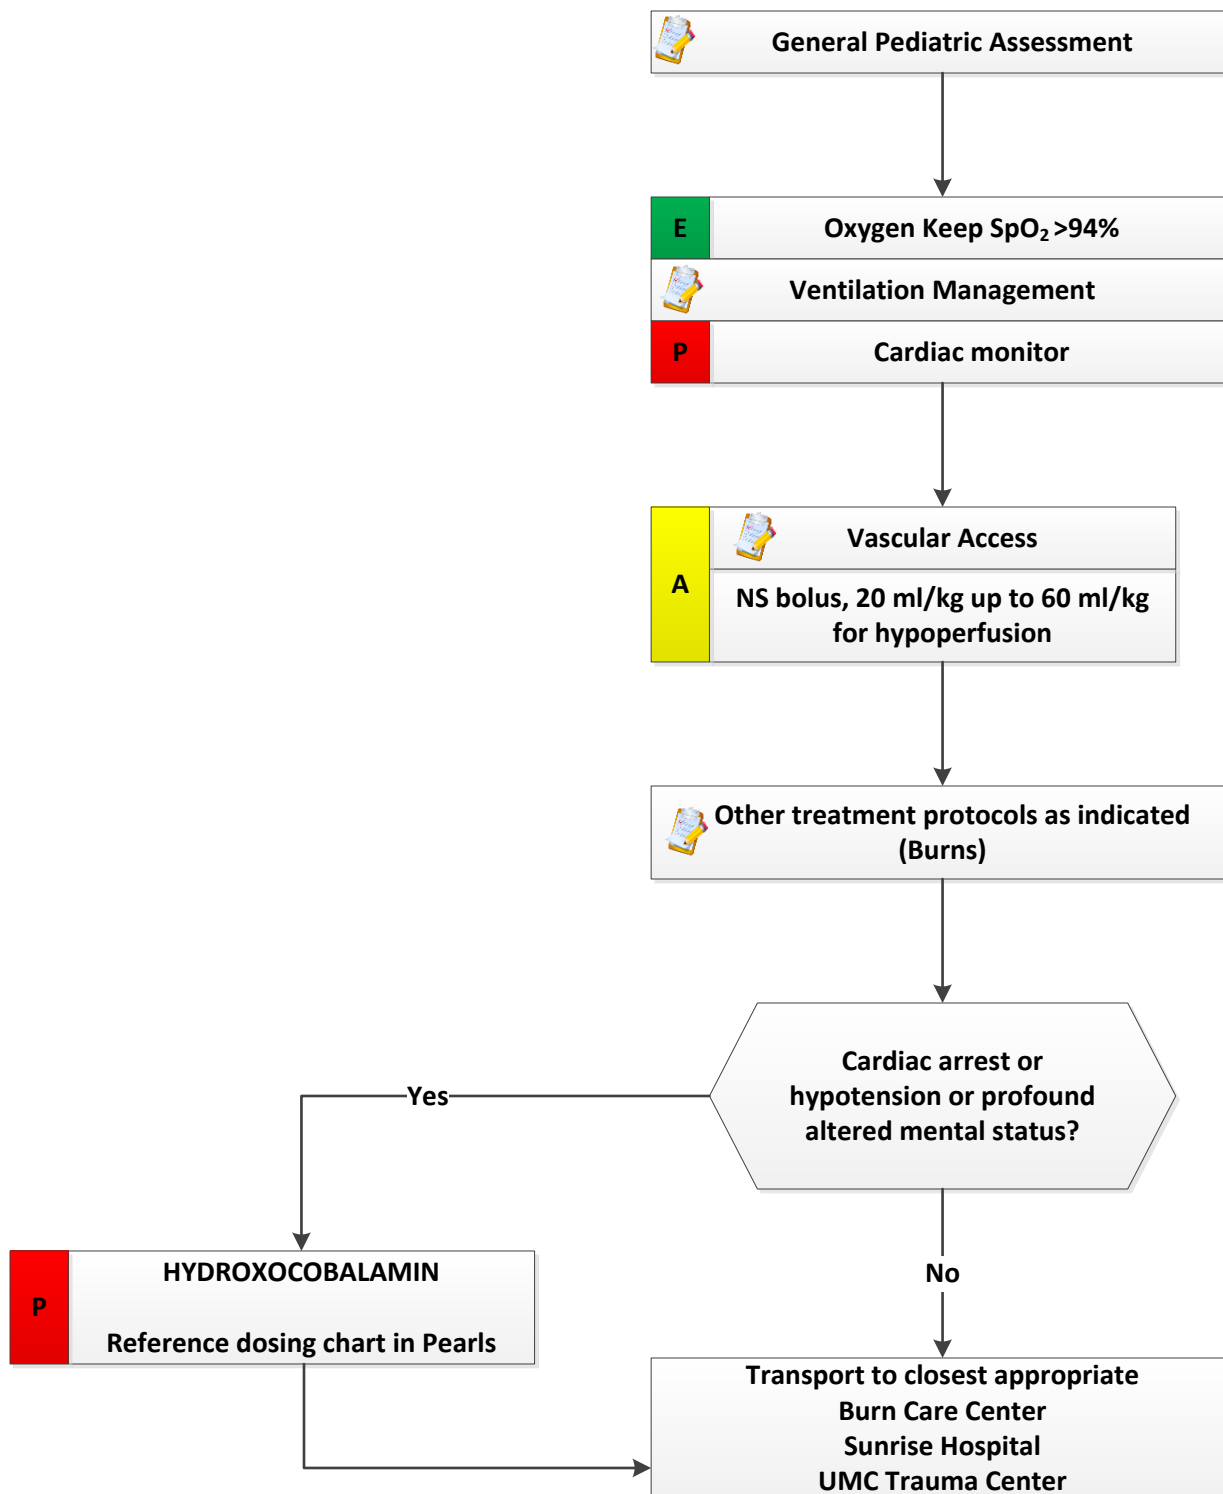 General Pediatric Assessment
E
Oxygen Keep SpO₂ >94%
Ventilation Management
P
Cardiac monitor
A
Vascular Access
NS bolus, 20 ml/kg up to 60 ml/kg
for hypoperfusion
Other treatment protocols as indicated
(Burns)
Cardiac arrest or
hypotension or profound
altered mental status?
Yes
No
P
HYDROXOCOBALAMIN
Reference dosing chart in Pearls
Transport to closest appropriate
Burn Care Center
Sunrise Hospital
UMC Trauma Center